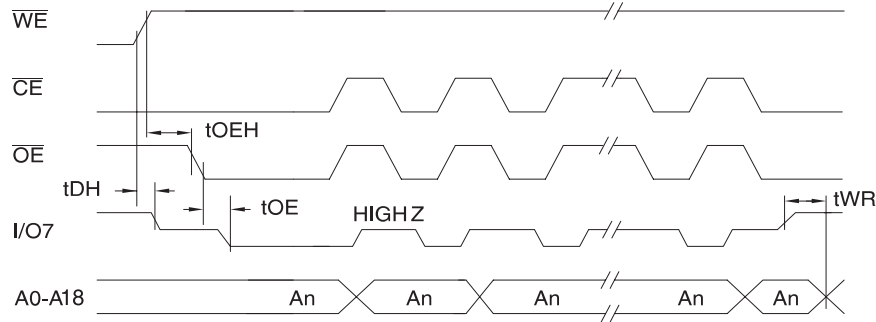 WE
CE
tOEH
OE
tDH
tOE
tWR
HIGH Z
I/O7
A0-A18 An An An An An